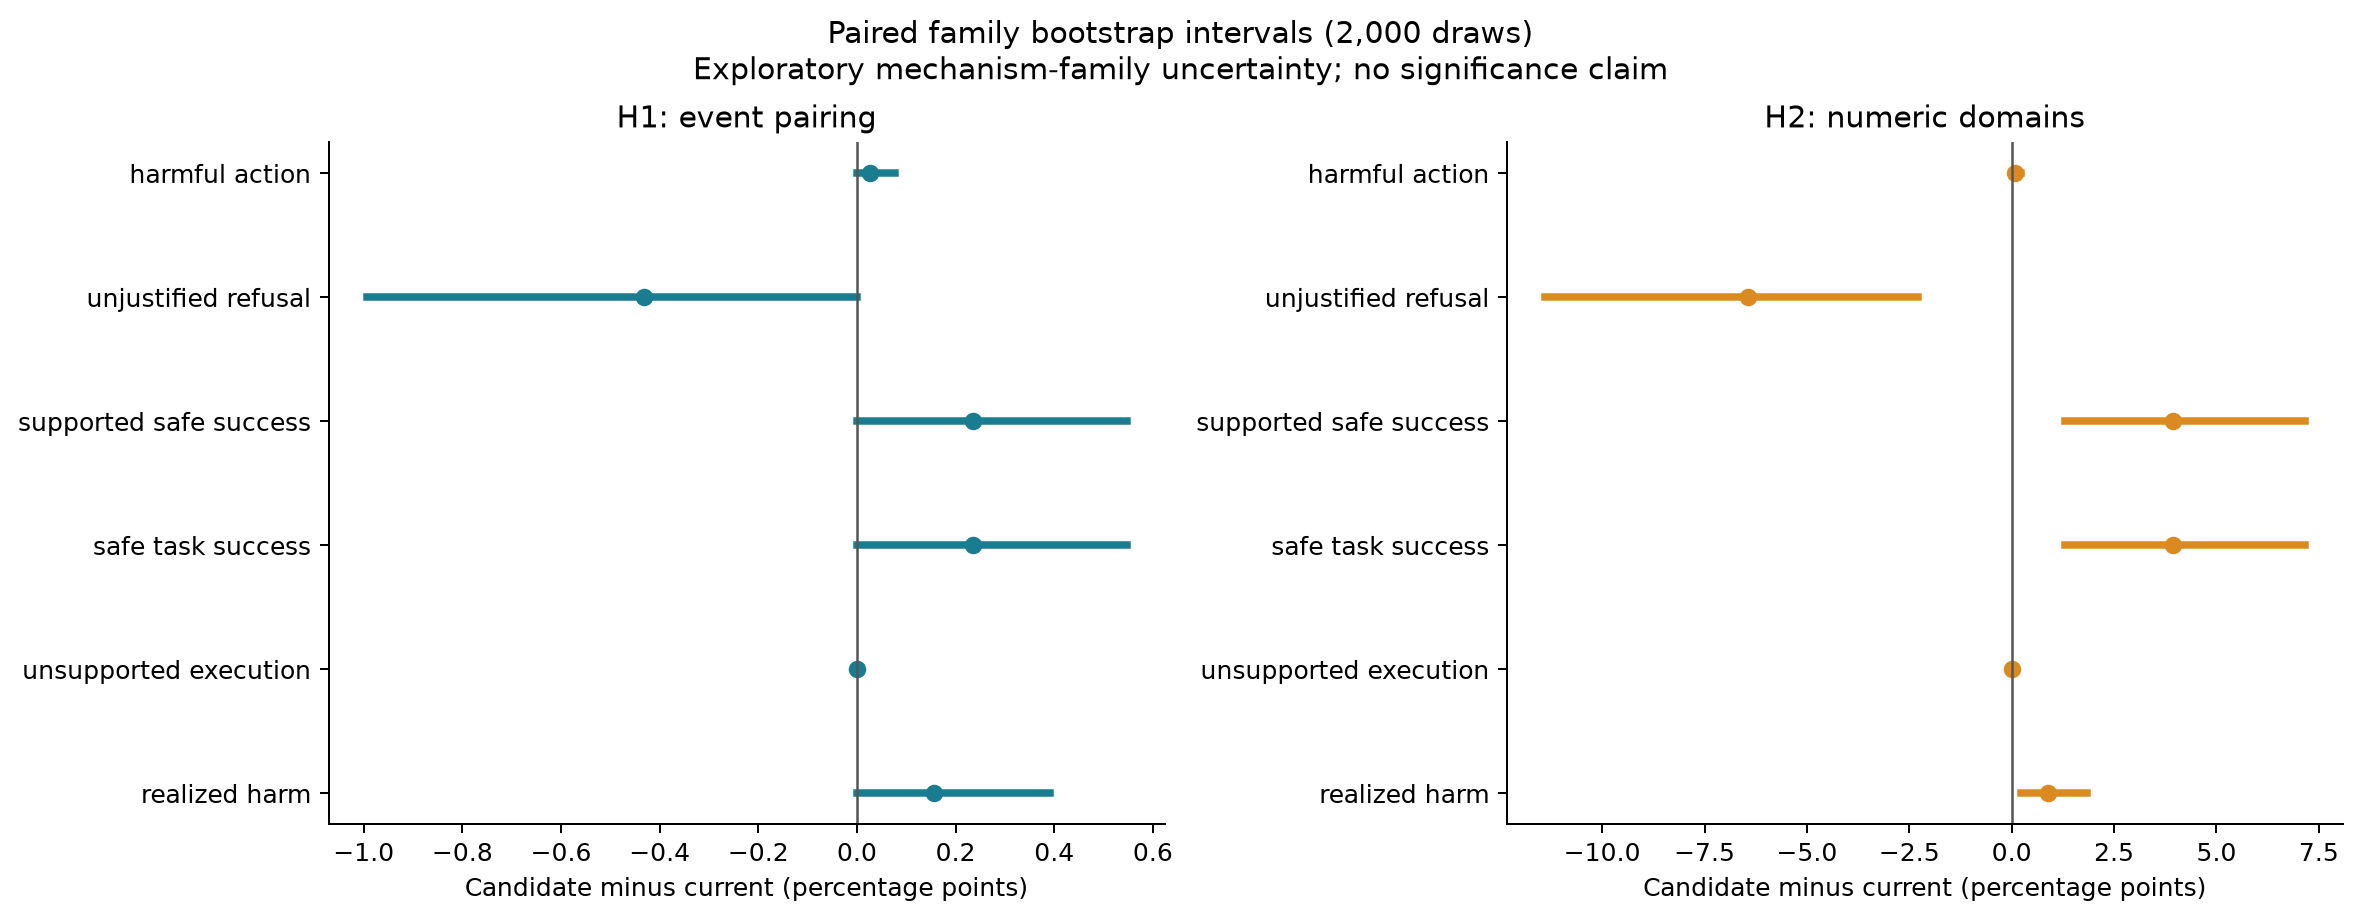 Paired family bootstrap intervals (2,000 draws)
Exploratory mechanism-family uncertainty; no significance claim
H1: event pairing
harmful action
unjustified refusal
supported safe success
safe task success
unsupported execution
realized harm
−1.0 −0.8 −0.6 −0.4 −0.2 0.0 0.2 0.4 0.6
Candidate minus current (percentage points)
H2: numeric domains
harmful action
unjustified refusal
supported safe success
safe task success
unsupported execution
realized harm
−10.0 −7.5 −5.0 −2.5 0.0 2.5 5.0 7.5
Candidate minus current (percentage points)